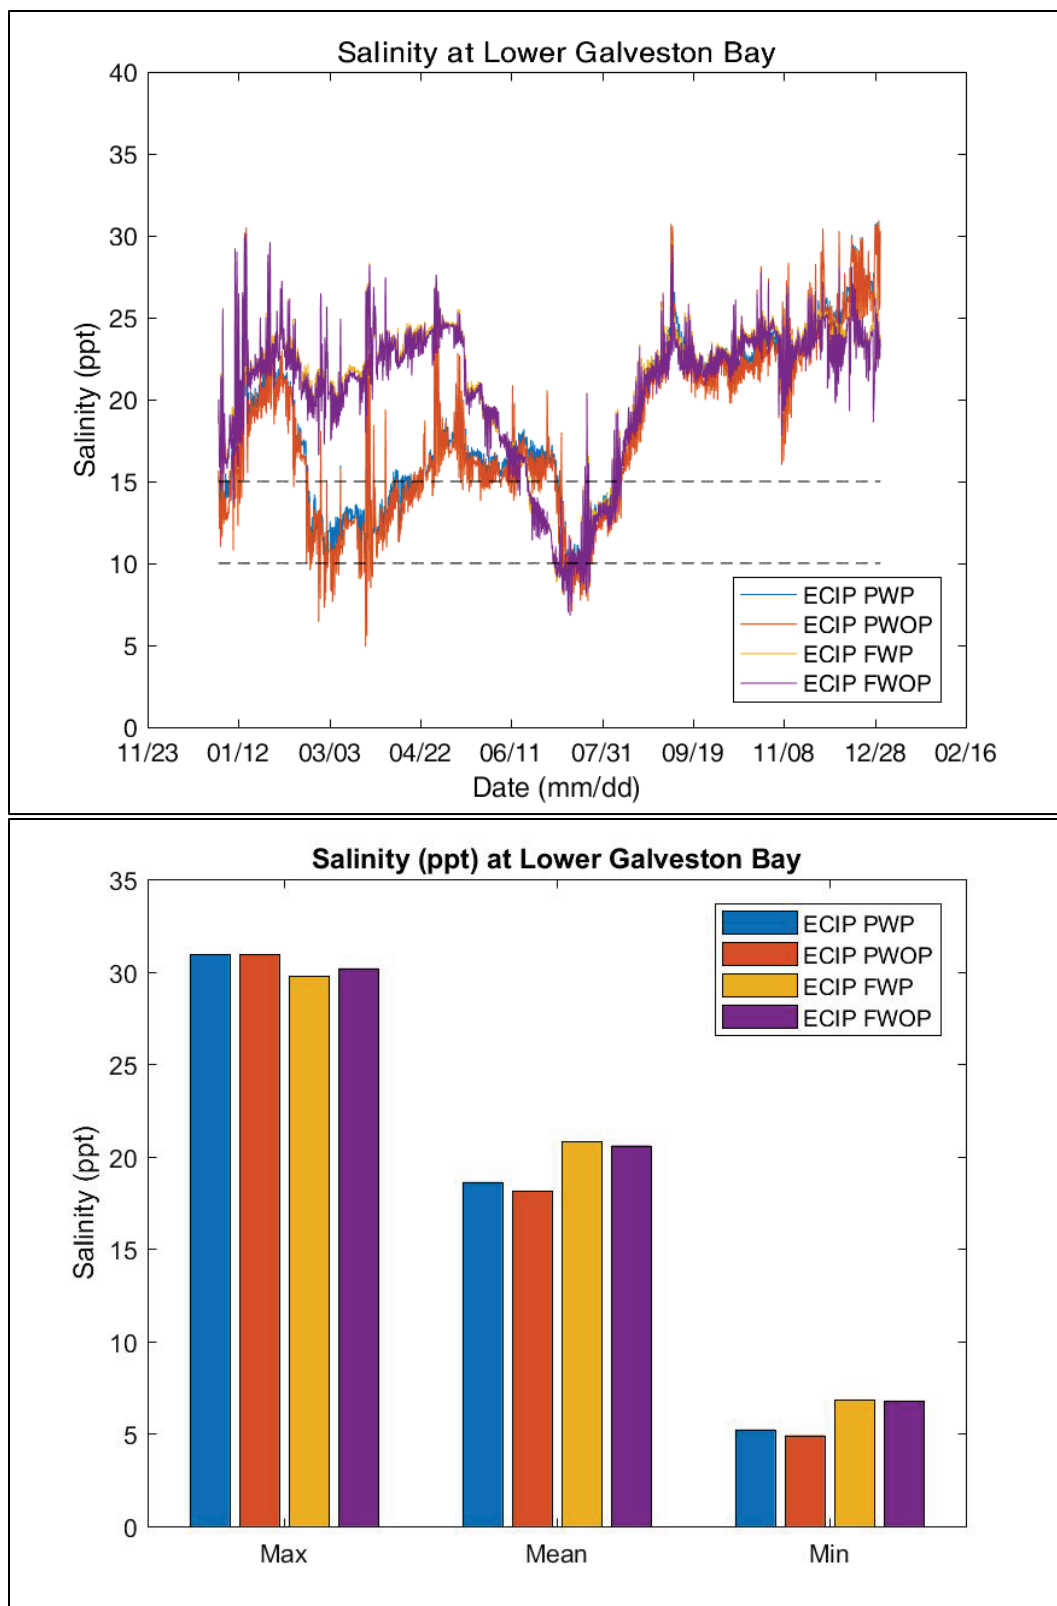 Salinity at Lower Galveston Bay
40
35
30
25
20
15
10
5
0
Salinity (ppt)
ECIP PWP
ECIP PWOP
ECIP FWP
ECIP FWOP
11/23 01/12 03/03 04/22 06/11 07/31 09/19 11/08 12/28 02/16
Date (mm/dd)
Salinity (ppt) at Lower Galveston Bay
35
30
25
20
15
10
5
0
Salinity (ppt)
ECIP PWP
ECIP PWOP
ECIP FWP
ECIP FWOP
Max Mean Min